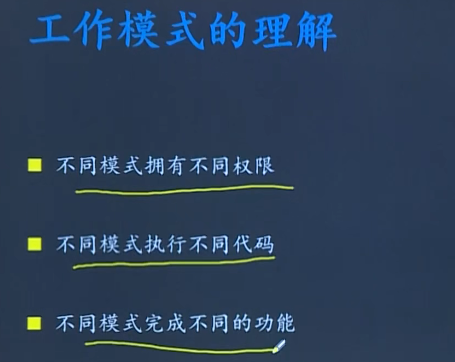 工作模式的理解
不同模式拥有不同权限
不同模式执行不同代码
不同模式完成不同的功能